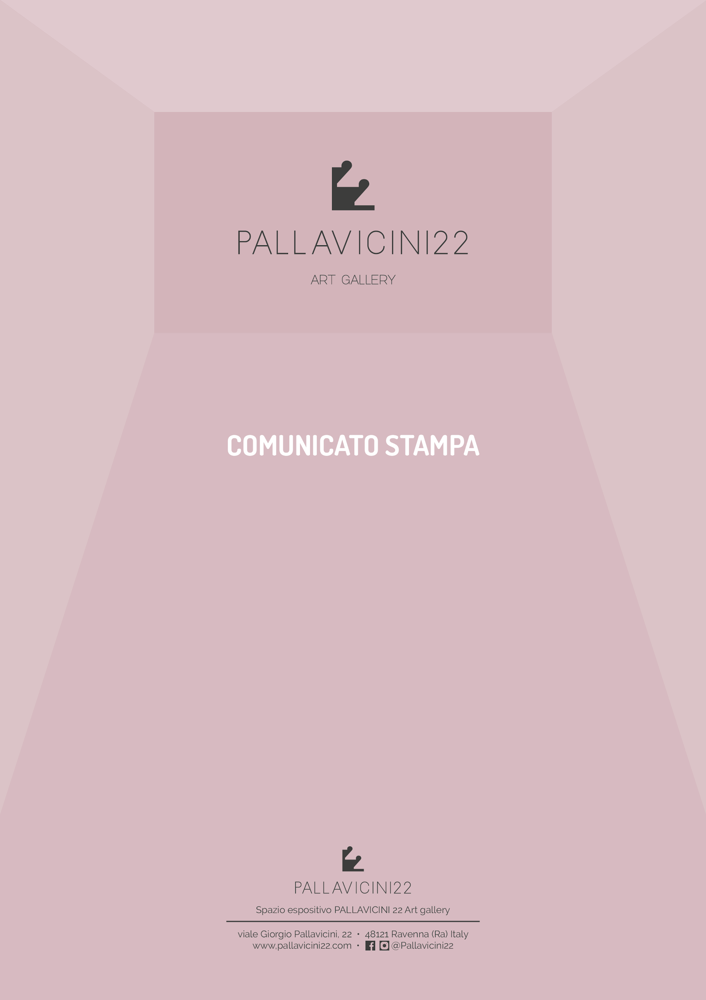 PALLAVICINI22
ART GALLERY
COMUNICATO STAMPA
PALLAVICINI22
Spazio espositivo PALLAVICINI 22 Art gallery
viale Giorgio Pallavicini, 22 • 48121 Ravenna (Ra) Italy
www,pallavicini22.com • @Pallavicini22